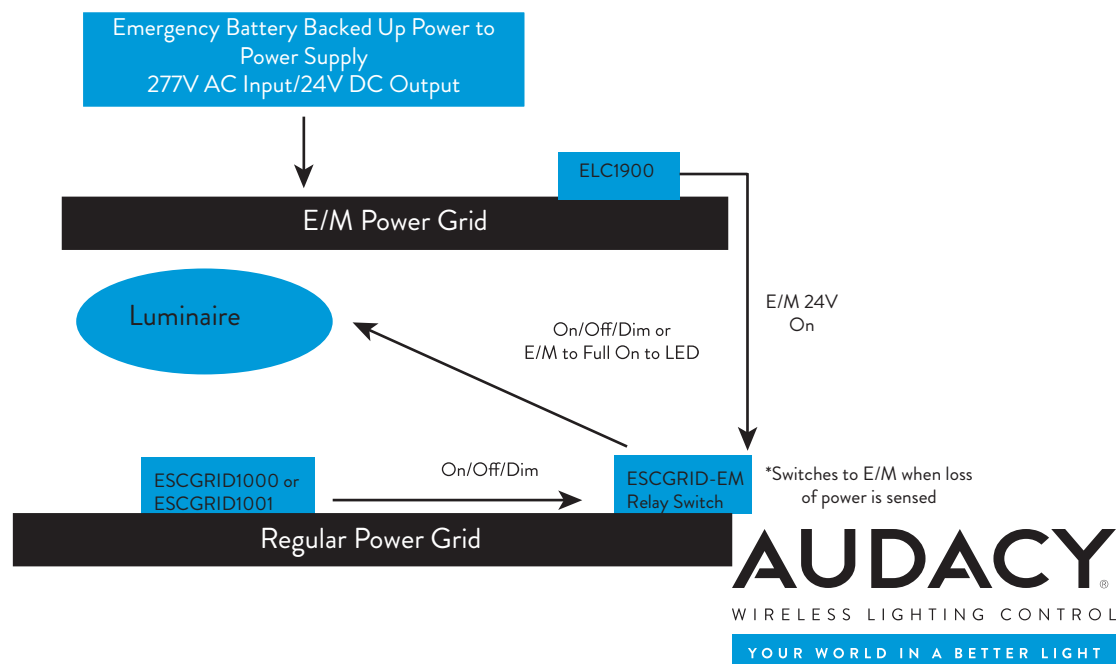 Emergency Battery Backed Up Power to
Power Supply
277V AC Input/24V DC Output
ELC1900
E/M Power Grid
Luminaire
E/M 24V
On
On/Off/Dim or
E/M to Full On to LED
ESCGRID1000 or
ESCGRID1001
On/Off/Dim
ESCGRID-EM
Relay Switch
*Switches to E/M when loss
of power is sensed
Regular Power Grid
AUDACY®
WIRELESS LIGHTING CONTROL
YOUR WORLD IN A BETTER LIGHT